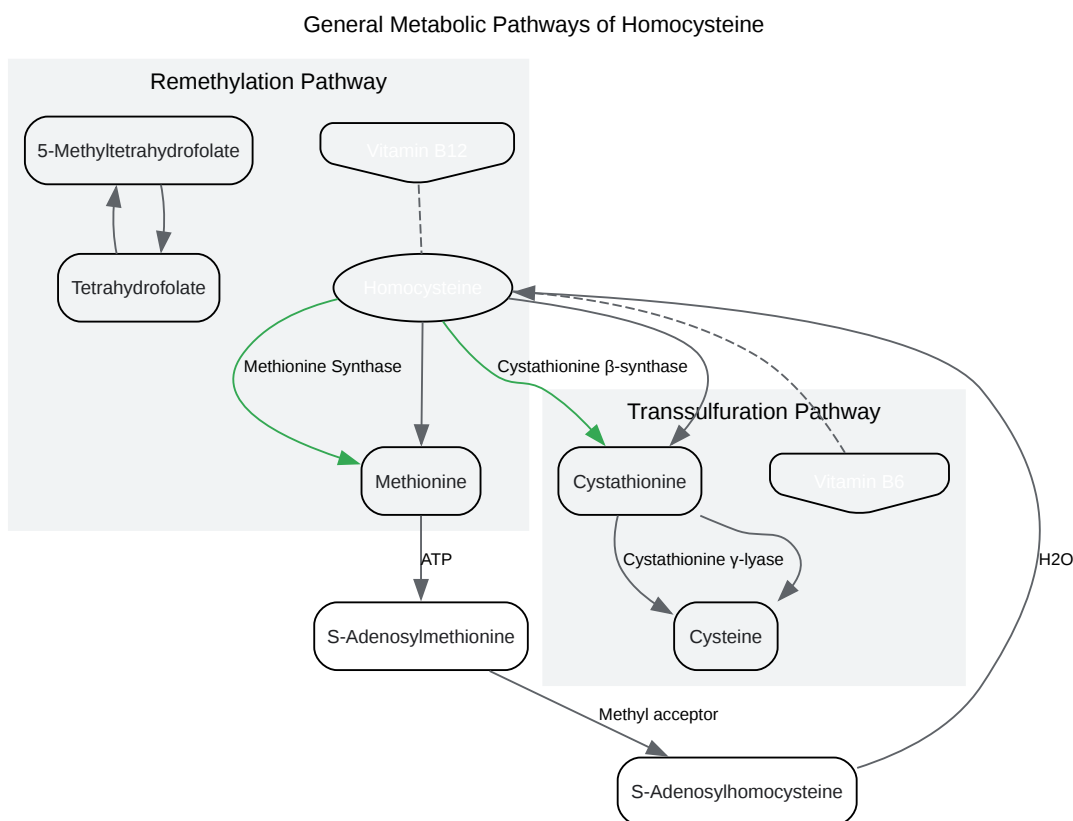 General Metabolic Pathways of Homocysteine
Remethylation Pathway
5-Methyltetrahydrofolate
Vitamin B12
Tetrahydrofolate
Homocysteine
Methionine Synthase
Cystathionine β-synthase
Transsulfuration Pathway
Methionine
Cystathionine
Vitamin B6
ATP
Cystathionine γ-lyase
H2O
S-Adenosylmethionine
Cysteine
Methyl acceptor
S-Adenosylhomocysteine